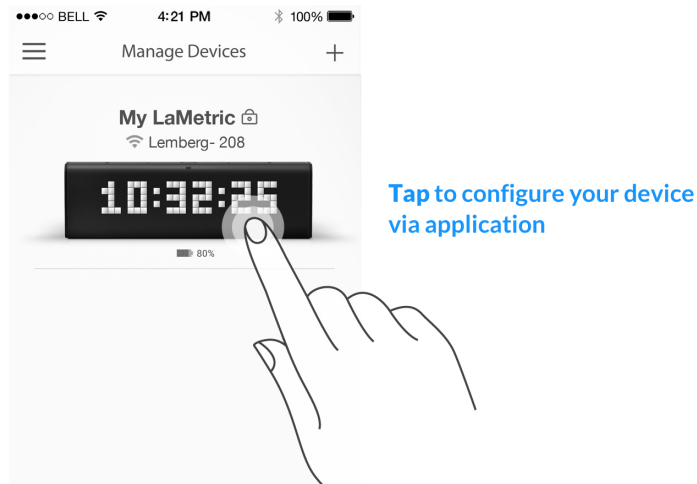 BELL 4:21 PM 100%
Manage Devices
My LaMetric
Lemberg- 208
10:32:25
80%
Tap to configure your device
via application